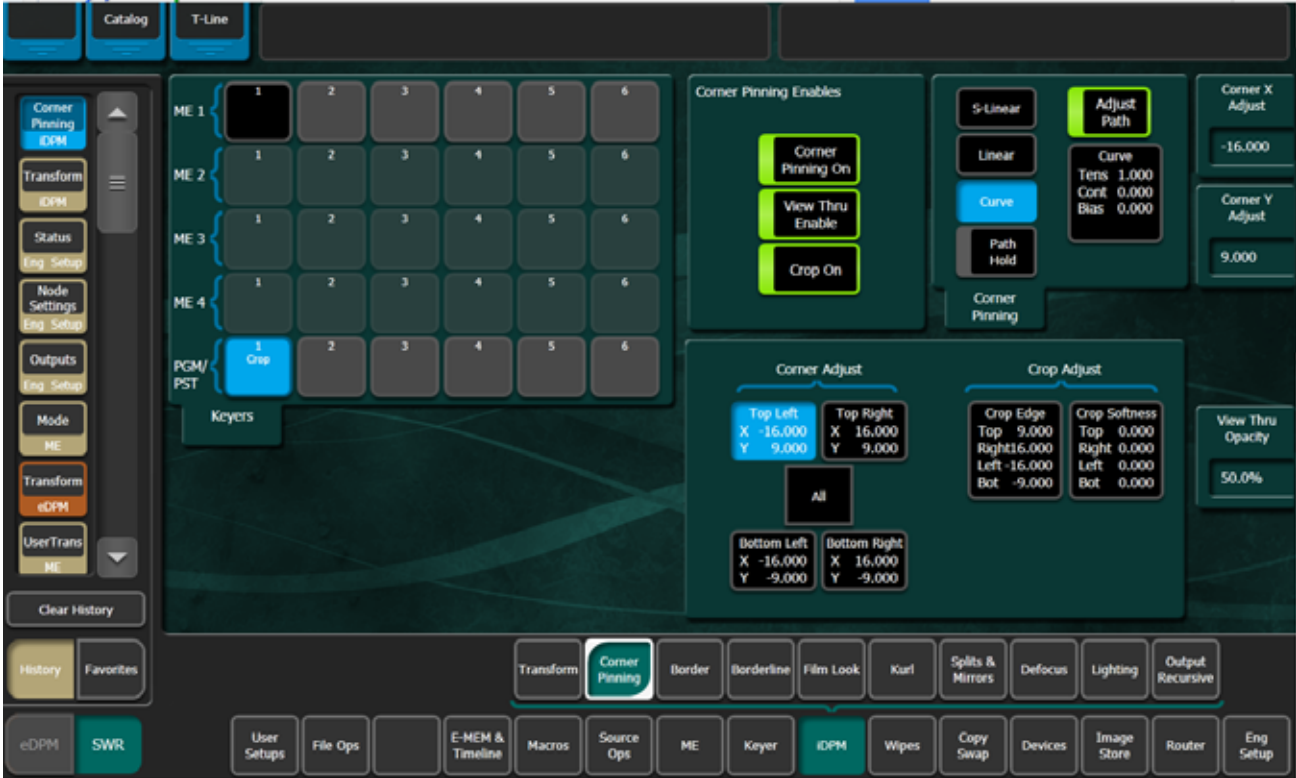 Catalog
T-Line
Corner
Pinning
iDPM
Transform
iDPM
Status
Eng Setup
Node
Settings
Eng Setup
Outputs
Eng Setup
Mode
ME
Transform
eDPM
UserTrans
ME
Clear History
History
Favorites
ME 1
1 2 3 4 5 6
ME 2
1 2 3 4 5 6
ME 3
1 2 3 4 5 6
ME 4
1 2 3 4 5 6
PGM/
PST
1 2 3 4 5 6
Crop
Keyers
Corner Pinning Enables
Corner
Pinning On
View Thru
Enable
Crop On
S-Linear
Linear
Curve
Path
Hold
Corner
Pinning
Adjust
Path
Curve
Tens 1.000
Cont 0.000
Bias 0.000
Corner X
Adjust
-16.000
Corner Y
Adjust
9.000
Corner Adjust
Top Left
X -16.000
Y 9.000
Top Right
X 16.000
Y 9.000
All
Bottom Left
X -16.000
Y -9.000
Bottom Right
X 16.000
Y -9.000
Crop Adjust
Crop Edge
Top 9.000
Right16.000
Left -16.000
Bot -9.000
Crop Softness
Top 0.000
Right 0.000
Left 0.000
Bot 0.000
View Thru
Opacity
50.0%
Transform
Corner
Pinning
Border
Borderline
Film Look
Kurl
Splits &
Mirrors
Defocus
Lighting
Output
Recursive
eDPM
SWR
User
Setups
File Ops
E-MEM &
Timeline
Macros
Source
Ops
ME
Keyer
iDPM
Wipes
Copy
Swap
Devices
Image
Store
Router
Eng
Setup